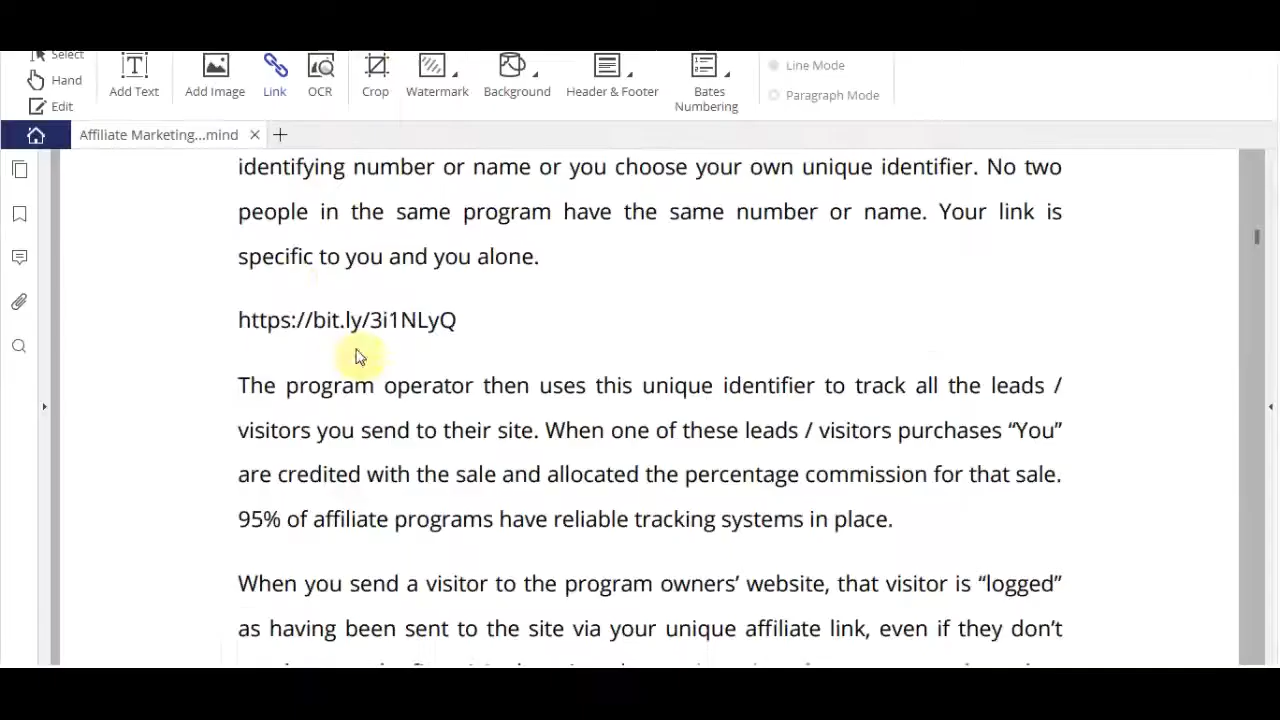 Select
Hand
Edit
Add Text
Add Image
Link
OCR
Crop
Watermark
Background
Header & Footer
Bates
Numbering
Line Mode
Paragraph Mode
Affiliate Marketing...mind
identifying number or name or you choose your own unique identifier. No two
people in the same program have the same number or name. Your link is
specific to you and you alone.
https://bit.ly/3i1NLyQ
The program operator then uses this unique identifier to track all the leads /
visitors you send to their site. When one of these leads / visitors purchases “You”
are credited with the sale and allocated the percentage commission for that sale.
95% of affiliate programs have reliable tracking systems in place.
When you send a visitor to the program owners’ website, that visitor is “logged”
as having been sent to the site via your unique affiliate link, even if they don’t